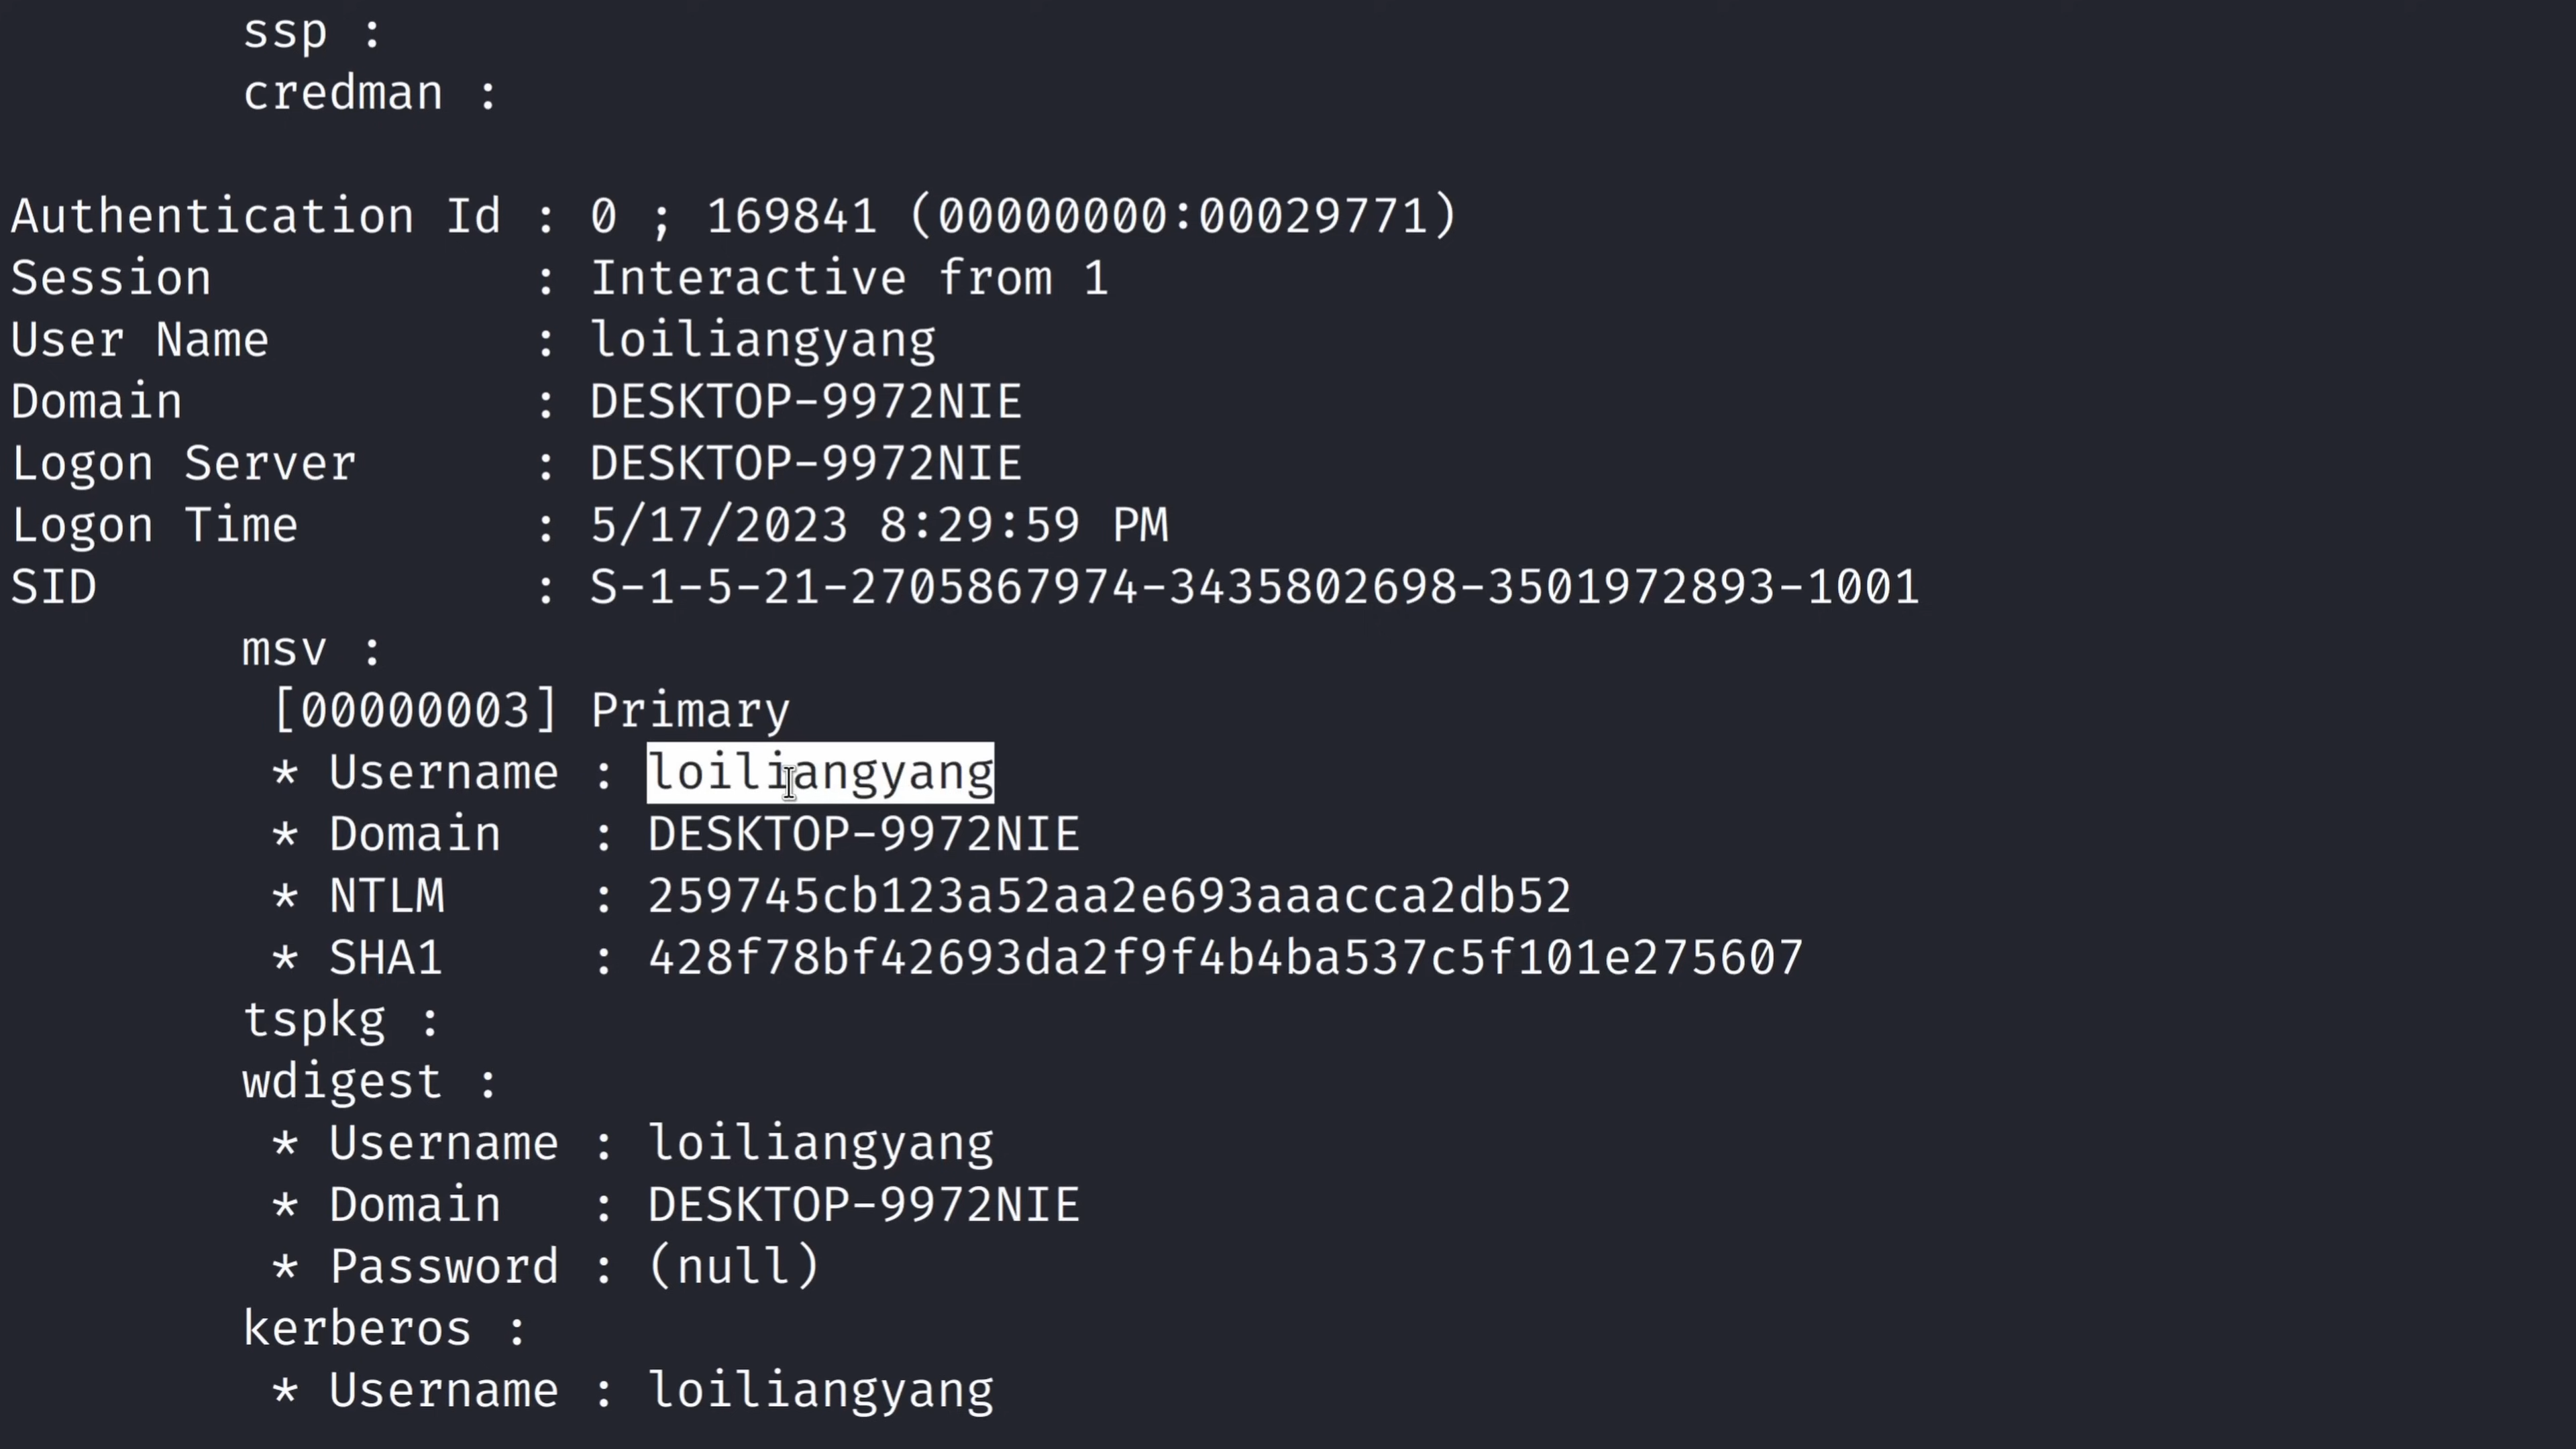 ssp :
credman :
Authentication Id : 0 ; 169841 (00000000:00029771)
Session : Interactive from 1
User Name : loiliangyang
Domain : DESKTOP-9972NIE
Logon Server : DESKTOP-9972NIE
Logon Time : 5/17/2023 8:29:59 PM
SID : S-1-5-21-2705867974-3435802698-3501972893-1001
msv :
[00000003] Primary
* Username : loiliangyang
* Domain : DESKTOP-9972NIE
* NTLM : 259745cb123a52aa2e693aaacca2db52
* SHA1 : 428f78bf42693da2f9f4b4ba537c5f101e275607
tspkg :
wdigest :
* Username : loiliangyang
* Domain : DESKTOP-9972NIE
* Password : (null)
kerberos :
* Username : loiliangyang